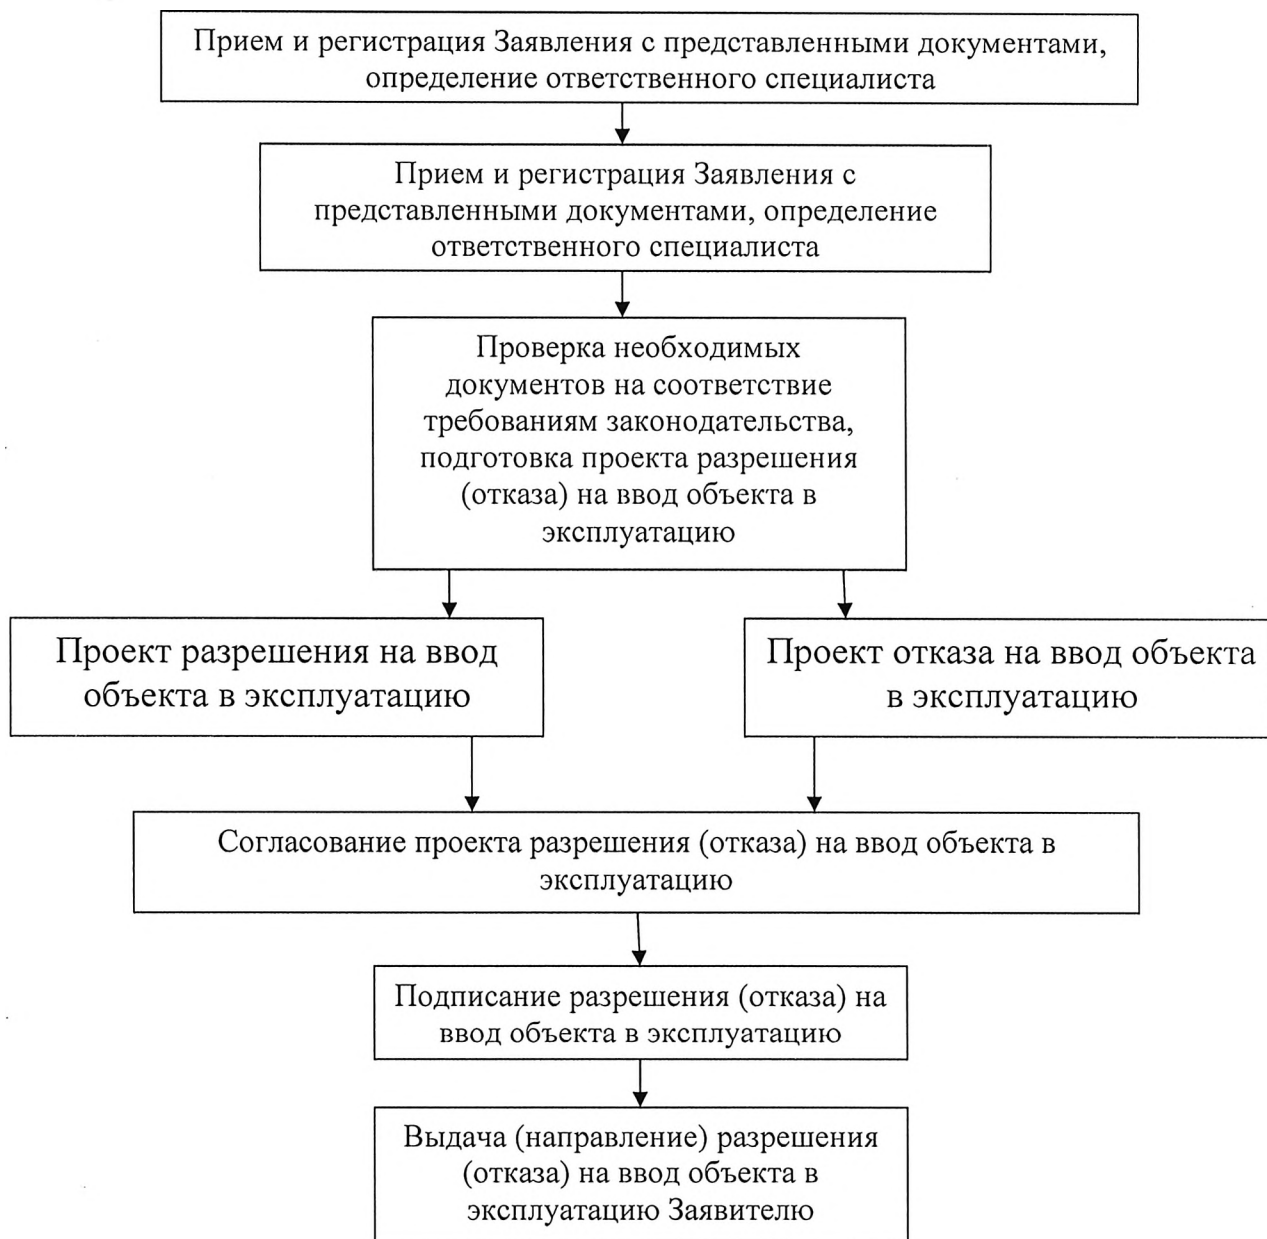 Прием и регистрация Заявления с представленными документами,
определение ответственного специалиста
Прием и регистрация Заявления с
представленными документами, определение
ответственного специалиста
Проверка необходимых
документов на соответствие
требованиям законодательства,
подготовка проекта разрешения
(отказа) на ввод объекта в
эксплуатацию
Проект разрешения на ввод
объекта в эксплуатацию
Проект отказа на ввод объекта
в эксплуатацию
Согласование проекта разрешения (отказа) на ввод объекта в
эксплуатацию
Подписание разрешения (отказа) на
ввод объекта в эксплуатацию
Выдача (направление) разрешения
(отказа) на ввод объекта в
эксплуатацию Заявителю